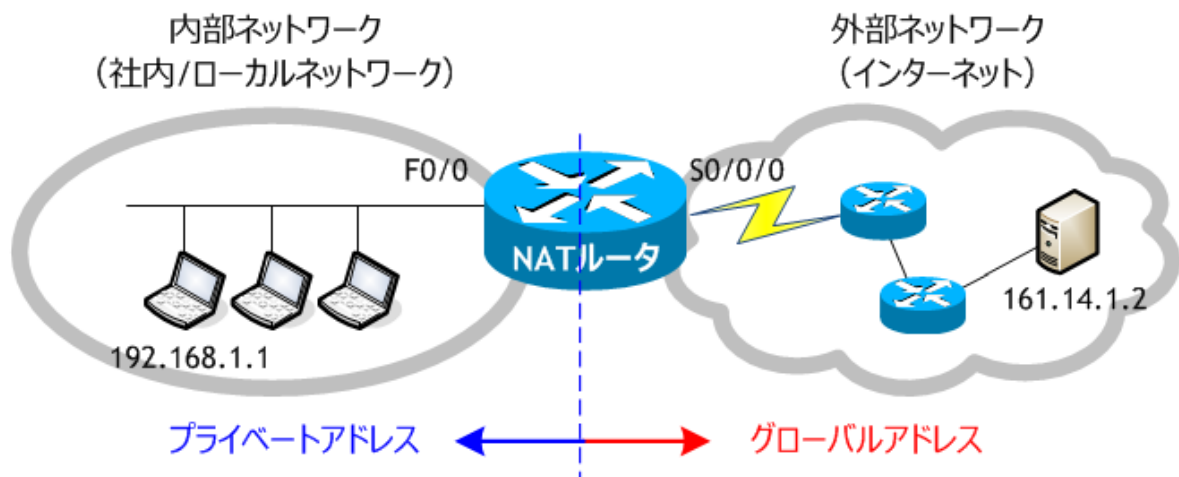 内部ネットワーク
(社内/ローカルネットワーク)
外部ネットワーク
(インターネット)
F0/0
S0/0/0
NATルータ
192.168.1.1
161.14.1.2
プライベートアドレス
グローバルアドレス